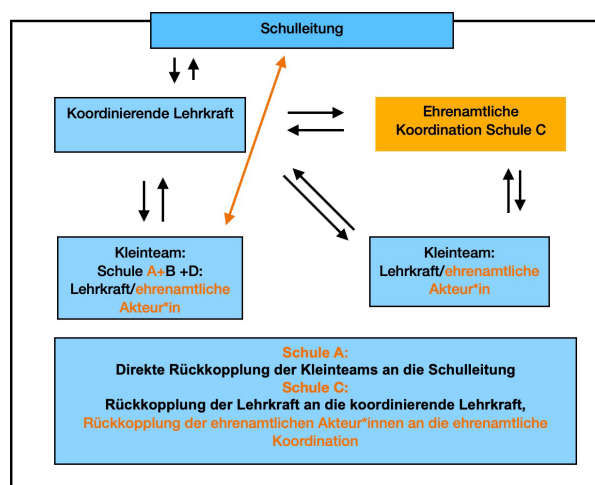 Schulleitung
Koordinierende Lehrkraft
Ehrenamtliche
Koordination Schule C
Kleinteam:
Schule A+B +D:
Lehrkraft/ehrenamtliche
Akteur*in
Kleinteam:
Lehrkraft/ehrenamtliche
Akteur*in
Schule A:
Direkte Rückkopplung der Kleinteams an die Schulleitung
Schule C:
Rückkopplung der Lehrkraft an die koordinierende Lehrkraft,
Rückkopplung der ehrenamtlichen Akteur*innen an die ehrenamtliche
Koordination